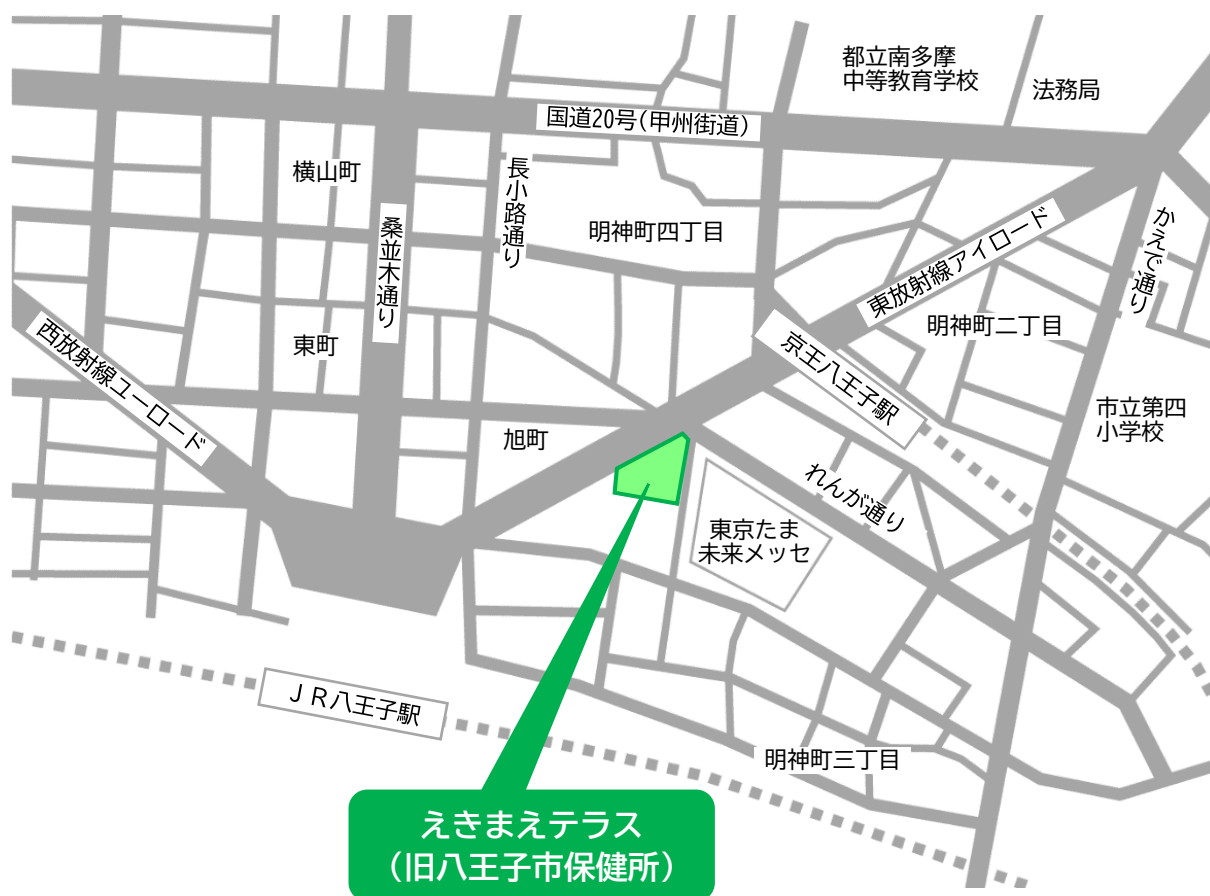 都立南多摩
中等教育学校
法務局
国道20号(甲州街道)
横山町
長小路通り
桑並木通り
明神町四丁目
かえで通り
東放射線アイロード
明神町二丁目
西放射線ユーロード
東町
京王八王子駅
市立第四
小学校
旭町
れんが通り
東京たま
未来メッセ
JR八王子駅
明神町三丁目
えきまえテラス
(旧八王子市保健所)